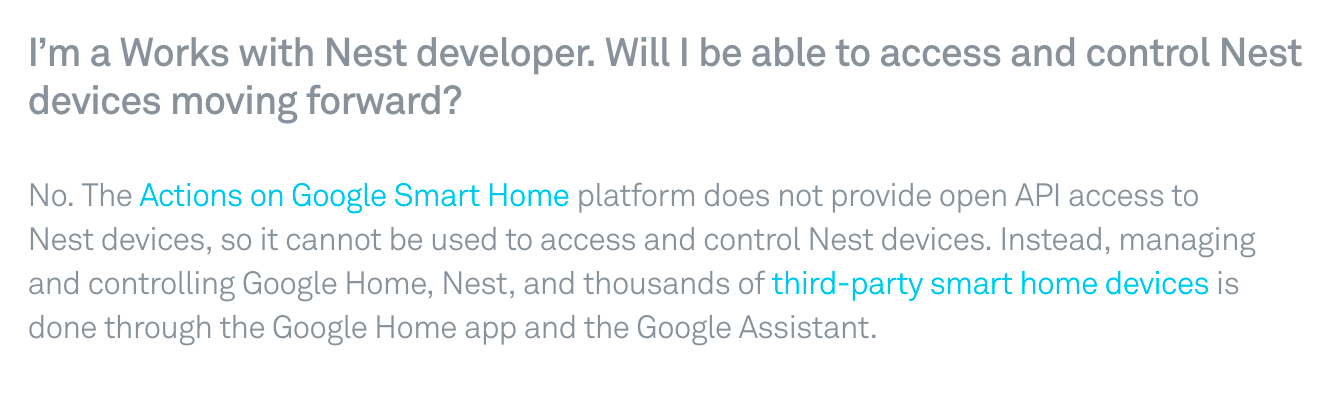 I’m a Works with Nest developer. Will I be able to access and control Nest
devices moving forward?
No. The Actions on Google Smart Home platform does not provide open API access to
Nest devices, so it cannot be used to access and control Nest devices. Instead, managing
and controlling Google Home, Nest, and thousands of third-party smart home devices is
done through the Google Home app and the Google Assistant.